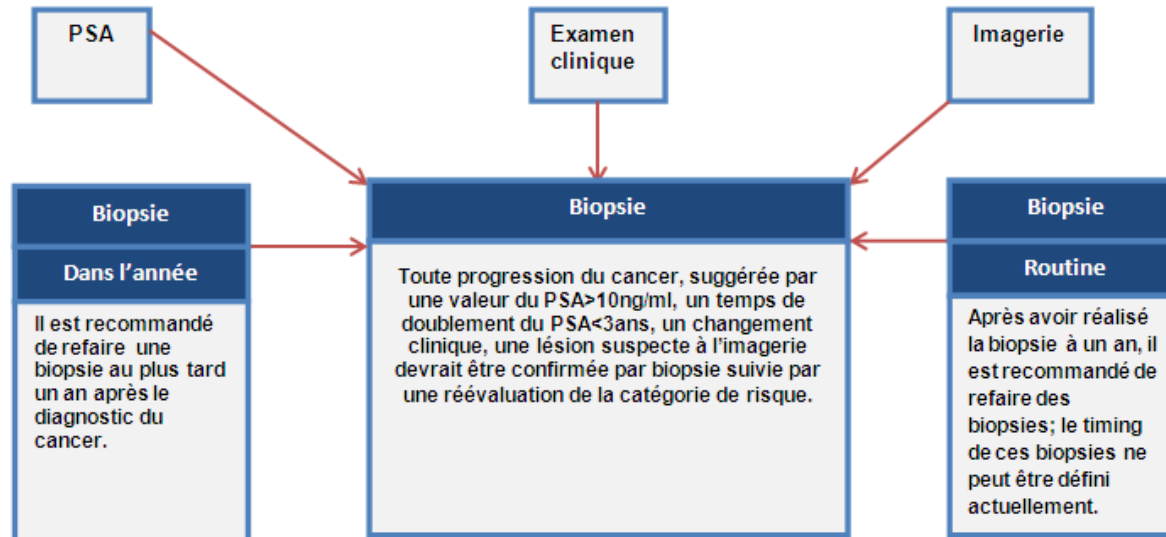 PSA
Examen
clinique
Imagerie
Biopsie
Dans l'année
Il est recommandé
de refaire une
biopsie au plus tard
un an après le
diagnostic du
cancer.
Biopsie
Toute progression du cancer, suggérée par
une valeur du PSA>10ng/ml, un temps de
doublement du PSA<3ans, un changement
clinique, une lésion suspecte à l'imagerie
devrait être confirmée par biopsie suivie par
une réévaluation de la catégorie de risque.
Biopsie
Routine
Après avoir réalisé
la biopsie à un an, il
est recommandé de
refaire des
biopsies; le timing
de ces biopsies ne
peut être défini
actuellement.